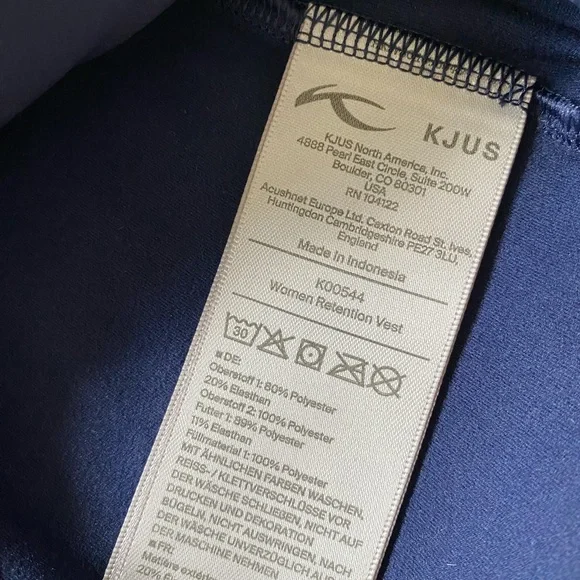 KJUS
KJUS North America, Inc.
4888 Pearl East Circle, Suite 200W
Boulder, CO 80301
USA
RN 104122
Acushnet Europe Ltd. Caxton Road St. Ives,
Huntingdon Cambridgeshire PE27 3LU,
England
Made in Indonesia
K00544
Women Retention Vest
30
■ DE:
Oberstoff 1: 80% Polyester
20% Elasthan
Oberstoff 2: 100% Polyester
Futter 1: 89% Polyester
11% Elasthan
Füllmaterial 1: 100% Polyester
MIT ÄHNLICHEN FARBEN WASCHEN.
REISS- / KLETTVERSCHLÜSSE VOR
DER WÄSCHE SCHLIEßEN, NICHT AUF
DRUCKEN UND DEKORATION
BÜGELN, NICHT AUSWRINGEN, NACH
DER WÄSCHE UNVERZÜGLICH AUS
DER MASCHINE NEHMEN
■ FR:
Matière extérieure
20%